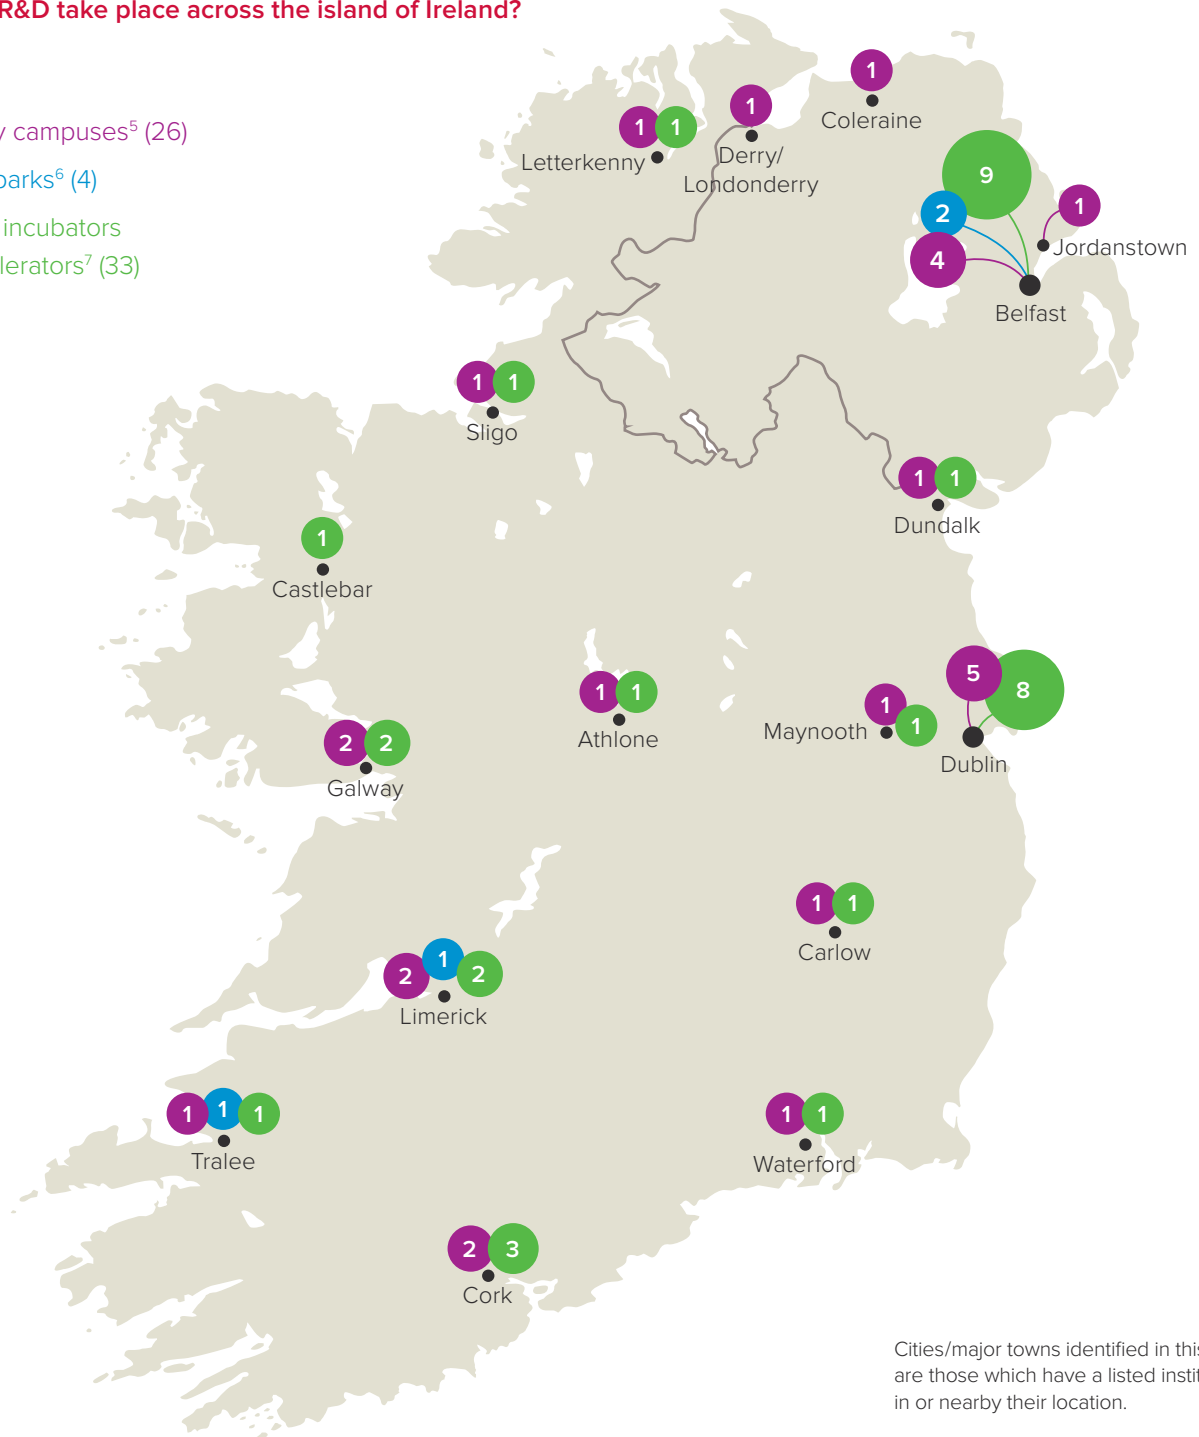 R&D take place across the island of Ireland?
y campuses⁵ (26)
parks⁶ (4)
incubators
lerators⁷ (33)
1
Coleraine
1
Derry/
Londonderry
1 1
Letterkenny
9
2
4
Belfast
1
Jordanstown
1 1
Sligo
1 1
Dundalk
1
Castlebar
1 1
Athlone
1
1
Maynooth
5
8
Dublin
2 2
Galway
1 1
Carlow
2 1 2
Limerick
1 1 1
Tralee
1 1
Waterford
2 3
Cork
Cities/major towns identified in this
are those which have a listed instit
in or nearby their location.